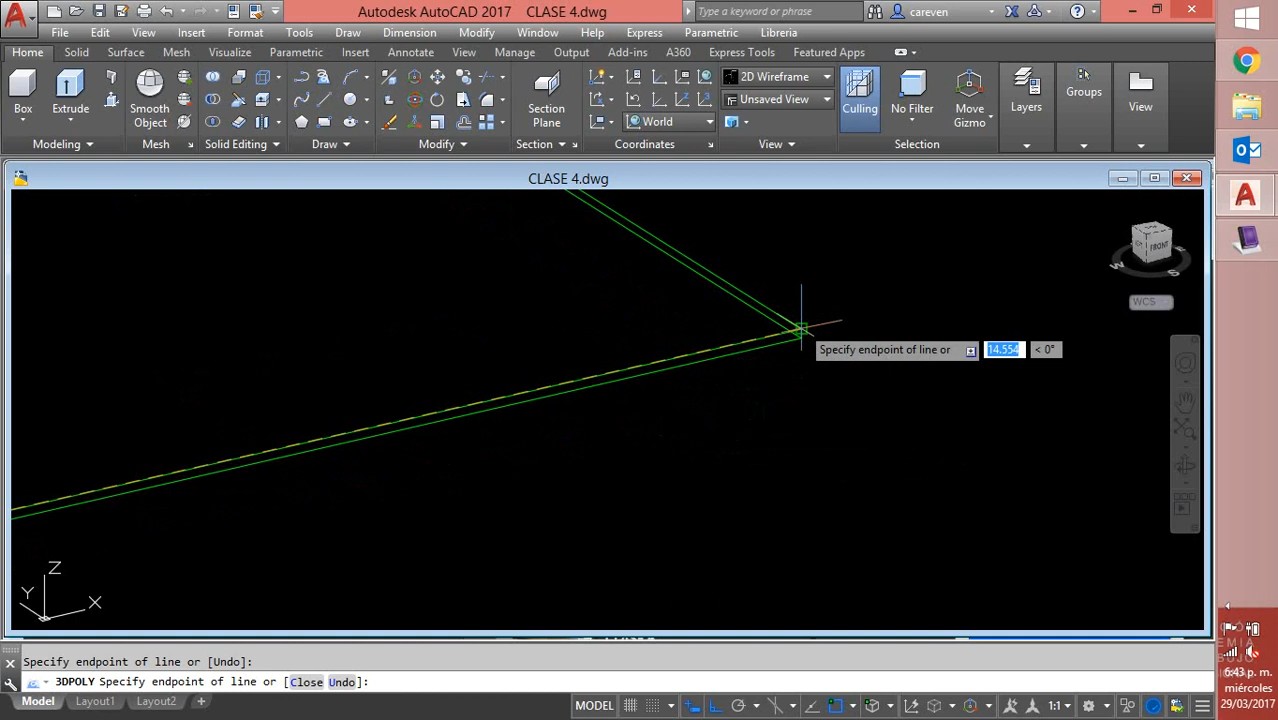 Autodesk AutoCAD 2017 CLASE 4.dwg
Type a keyword or phrase
careven
File Edit View Insert Format Tools Draw Dimension Modify Window Help Express Parametric Libreria
Home Solid Surface Mesh Visualize Parametric Insert Annotate View Manage Output Add-ins A360 Express Tools Featured Apps
2D Wireframe
Unsaved View
World
Box Extrude
Smooth Object
Section Plane
Culling No Filter
Move Gizmo
Layers Groups View
Modeling Mesh Solid Editing Draw Modify Section Coordinates View Selection
CLASE 4.dwg
FRONT
W S
WCS
Specify endpoint of line or 14.554 < 0°
Z
Y X
Specify endpoint of line or [Undo]:
3DPOLY Specify endpoint of line or [Close Undo]:
Model Layout1 Layout2 +
MODEL 1:1
6:43 p. m.
miércoles
29/03/2017